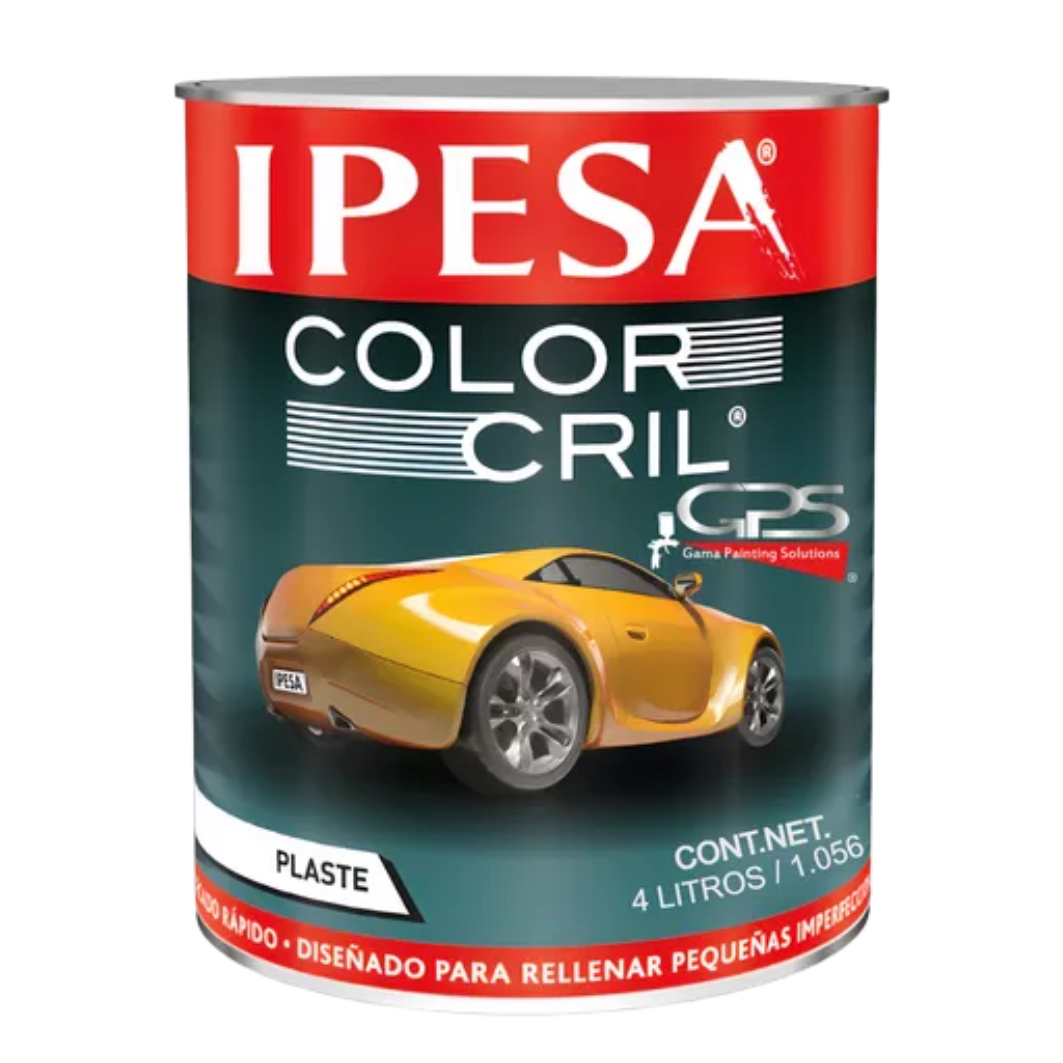 IPESA®
COLOR
CRIL®
GPS
Gama Painting Solutions
®
IPESA
PLASTE
CONT.NET.
4 LITROS / 1.056
RÁPIDO • DISEÑADO PARA RELLENAR PEQUEÑAS